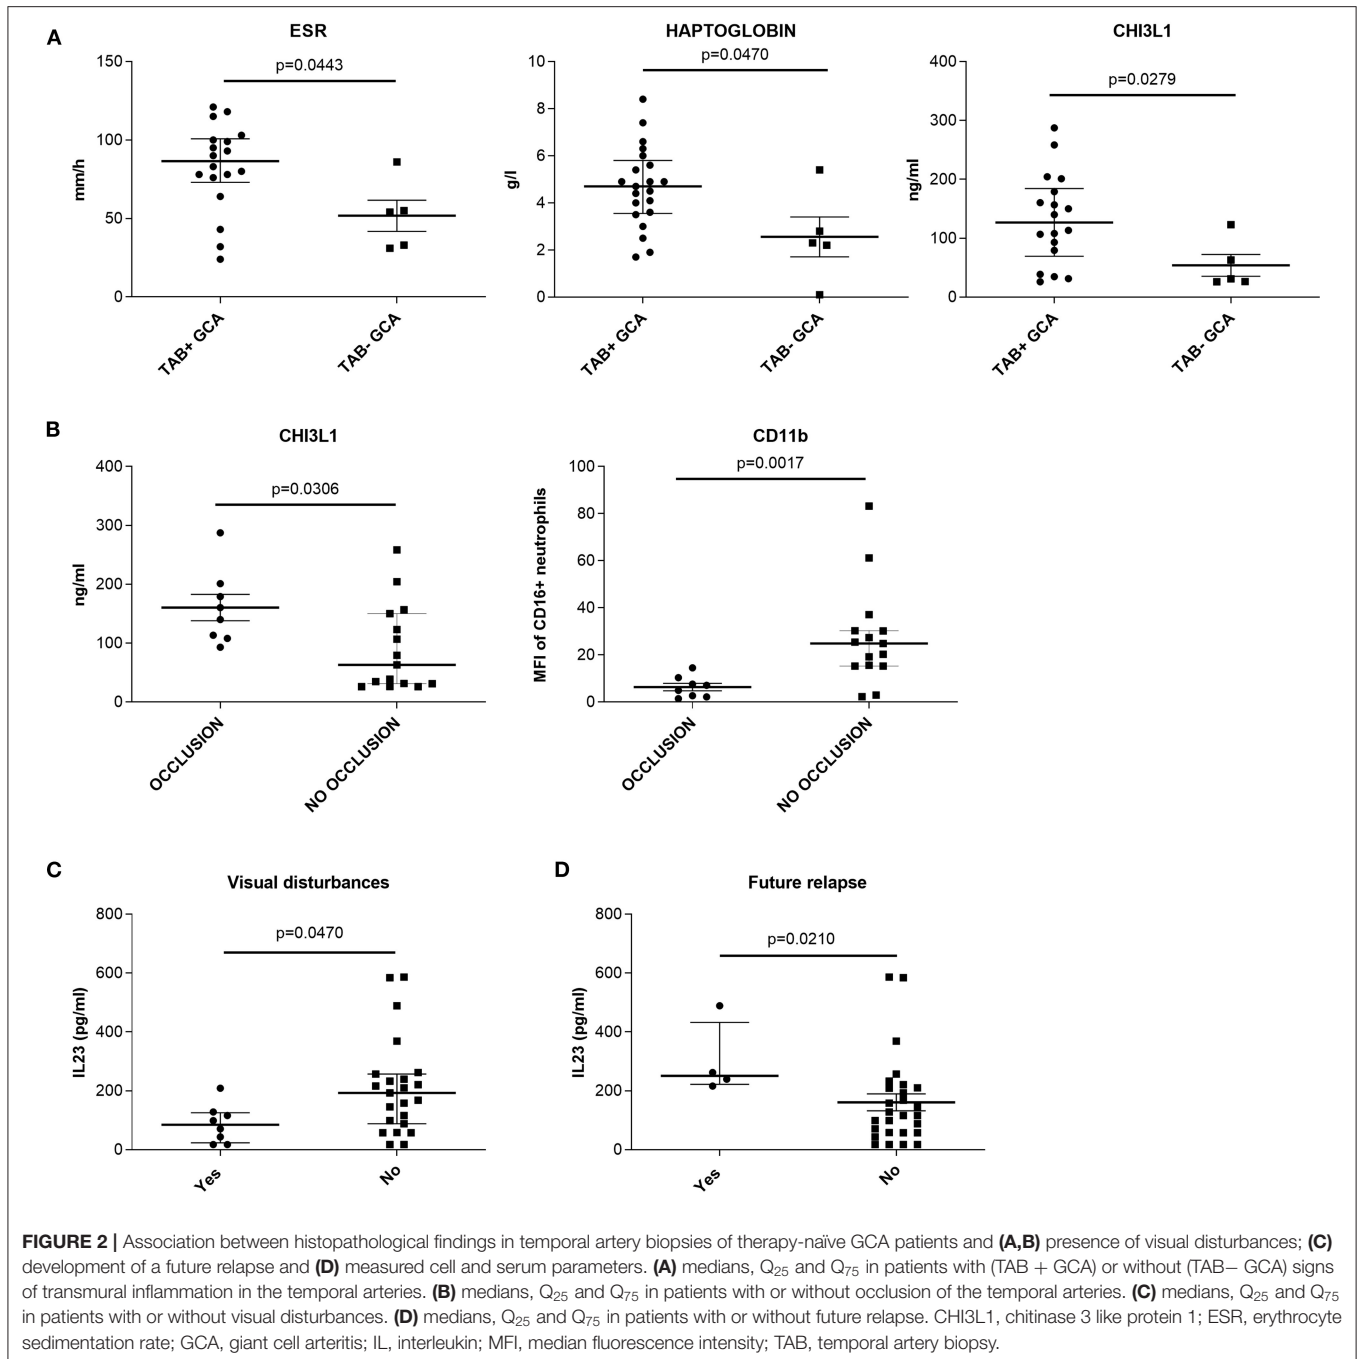 A
ESR
HAPTOGLOBIN
CHI3L1
p=0.0443
p=0.0470
p=0.0279
mm/h
150
100
50
0
TAB+ GCA
TAB- GCA
g/l
10
8
6
4
2
0
TAB+ GCA
TAB- GCA
ng/ml
400
300
200
100
0
TAB+ GCA
TAB- GCA
B
CHI3L1
CD11b
p=0.0306
p=0.0017
ng/ml
400
300
200
100
0
OCCLUSION
NO OCCLUSION
MFI of CD16+ neutrophils
100
80
60
40
20
0
OCCLUSION
NO OCCLUSION
C
Visual disturbances
p=0.0470
IL23 (pg/ml)
800
600
400
200
0
Yes
No
D
Future relapse
p=0.0210
IL23 (pg/ml)
800
600
400
200
0
Yes
No
FIGURE 2 | Association between histopathological findings in temporal artery biopsies of therapy-naïve GCA patients and (A,B) presence of visual disturbances; (C)
development of a future relapse and (D) measured cell and serum parameters. (A) medians, Q25 and Q75 in patients with (TAB + GCA) or without (TAB− GCA) signs
of transmural inflammation in the temporal arteries. (B) medians, Q25 and Q75 in patients with or without occlusion of the temporal arteries. (C) medians, Q25 and Q75
in patients with or without visual disturbances. (D) medians, Q25 and Q75 in patients with or without future relapse. CHI3L1, chitinase 3 like protein 1; ESR, erythrocyte
sedimentation rate; GCA, giant cell arteritis; IL, interleukin; MFI, median fluorescence intensity; TAB, temporal artery biopsy.